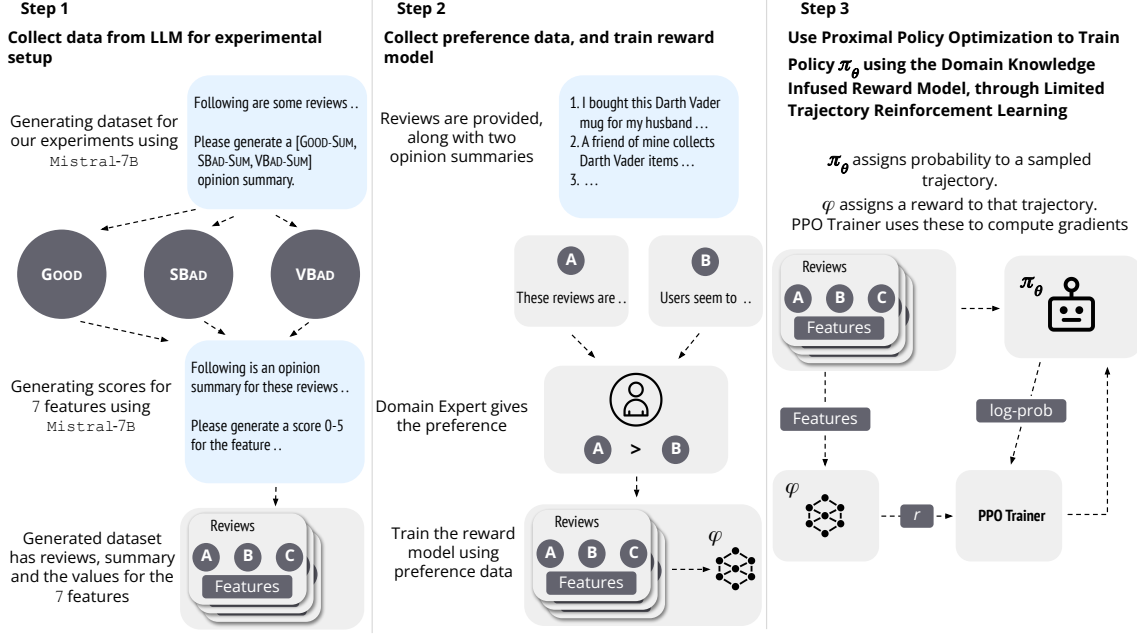 Step 1
Collect data from LLM for experimental
setup
Generating dataset for
our experiments using
Mistral-7B
Following are some reviews ..
Please generate a [GOOD-SUM,
SBAD-SUM, VBAD-SUM]
opinion summary.
GOOD
SBAD
VBAD
Generating scores for
7 features using
Mistral-7B
Following is an opinion
summary for these reviews ..
Please generate a score 0-5
for the feature ..
Generated dataset
has reviews, summary
and the values for the
7 features
Reviews
A B C
Features
Step 2
Collect preference data, and train reward
model
Reviews are provided,
along with two
opinion summaries
1. I bought this Darth Vader
mug for my husband ...
2. A friend of mine collects
Darth Vader items ...
3. ...
A
These reviews are ..
B
Users seem to ..
Domain Expert gives
the preference
A > B
Train the reward
model using
preference data
Reviews
A B C
Features
φ
Step 3
Use Proximal Policy Optimization to Train
Policy πθ using the Domain Knowledge
Infused Reward Model, through Limited
Trajectory Reinforcement Learning
πθ assigns probability to a sampled
trajectory.
φ assigns a reward to that trajectory.
PPO Trainer uses these to compute gradients
Reviews
A B C
Features
πθ
Features
log-prob
φ
r
PPO Trainer